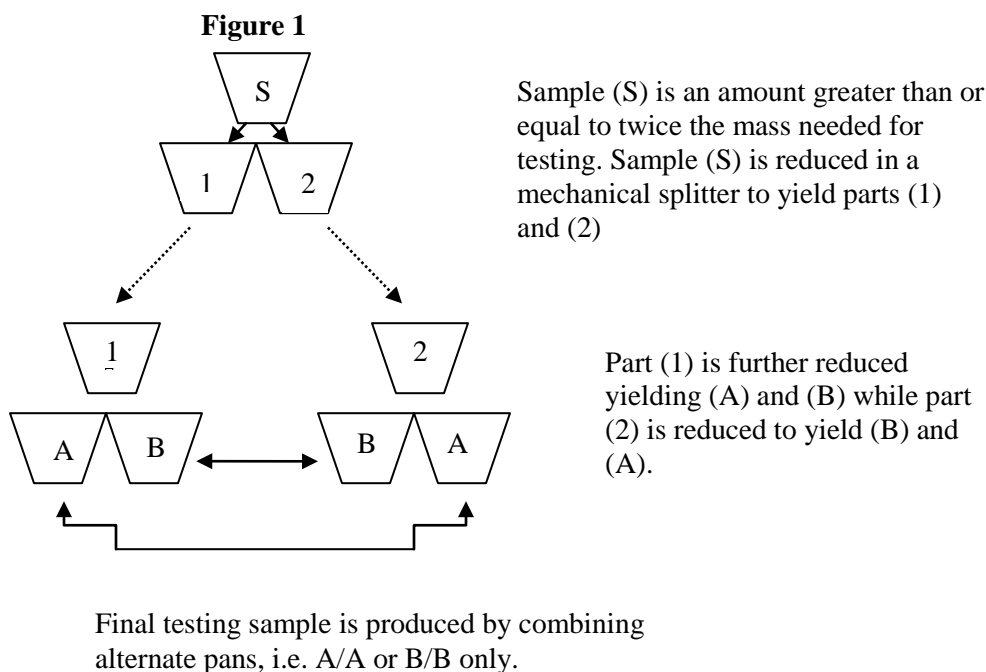 Figure 1
S
Sample (S) is an amount greater than or
equal to twice the mass needed for
testing. Sample (S) is reduced in a
mechanical splitter to yield parts (1)
and (2)
1 2
1 2
Part (1) is further reduced
yielding (A) and (B) while part
(2) is reduced to yield (B) and
(A).
A B B A
Final testing sample is produced by combining
alternate pans, i.e. A/A or B/B only.